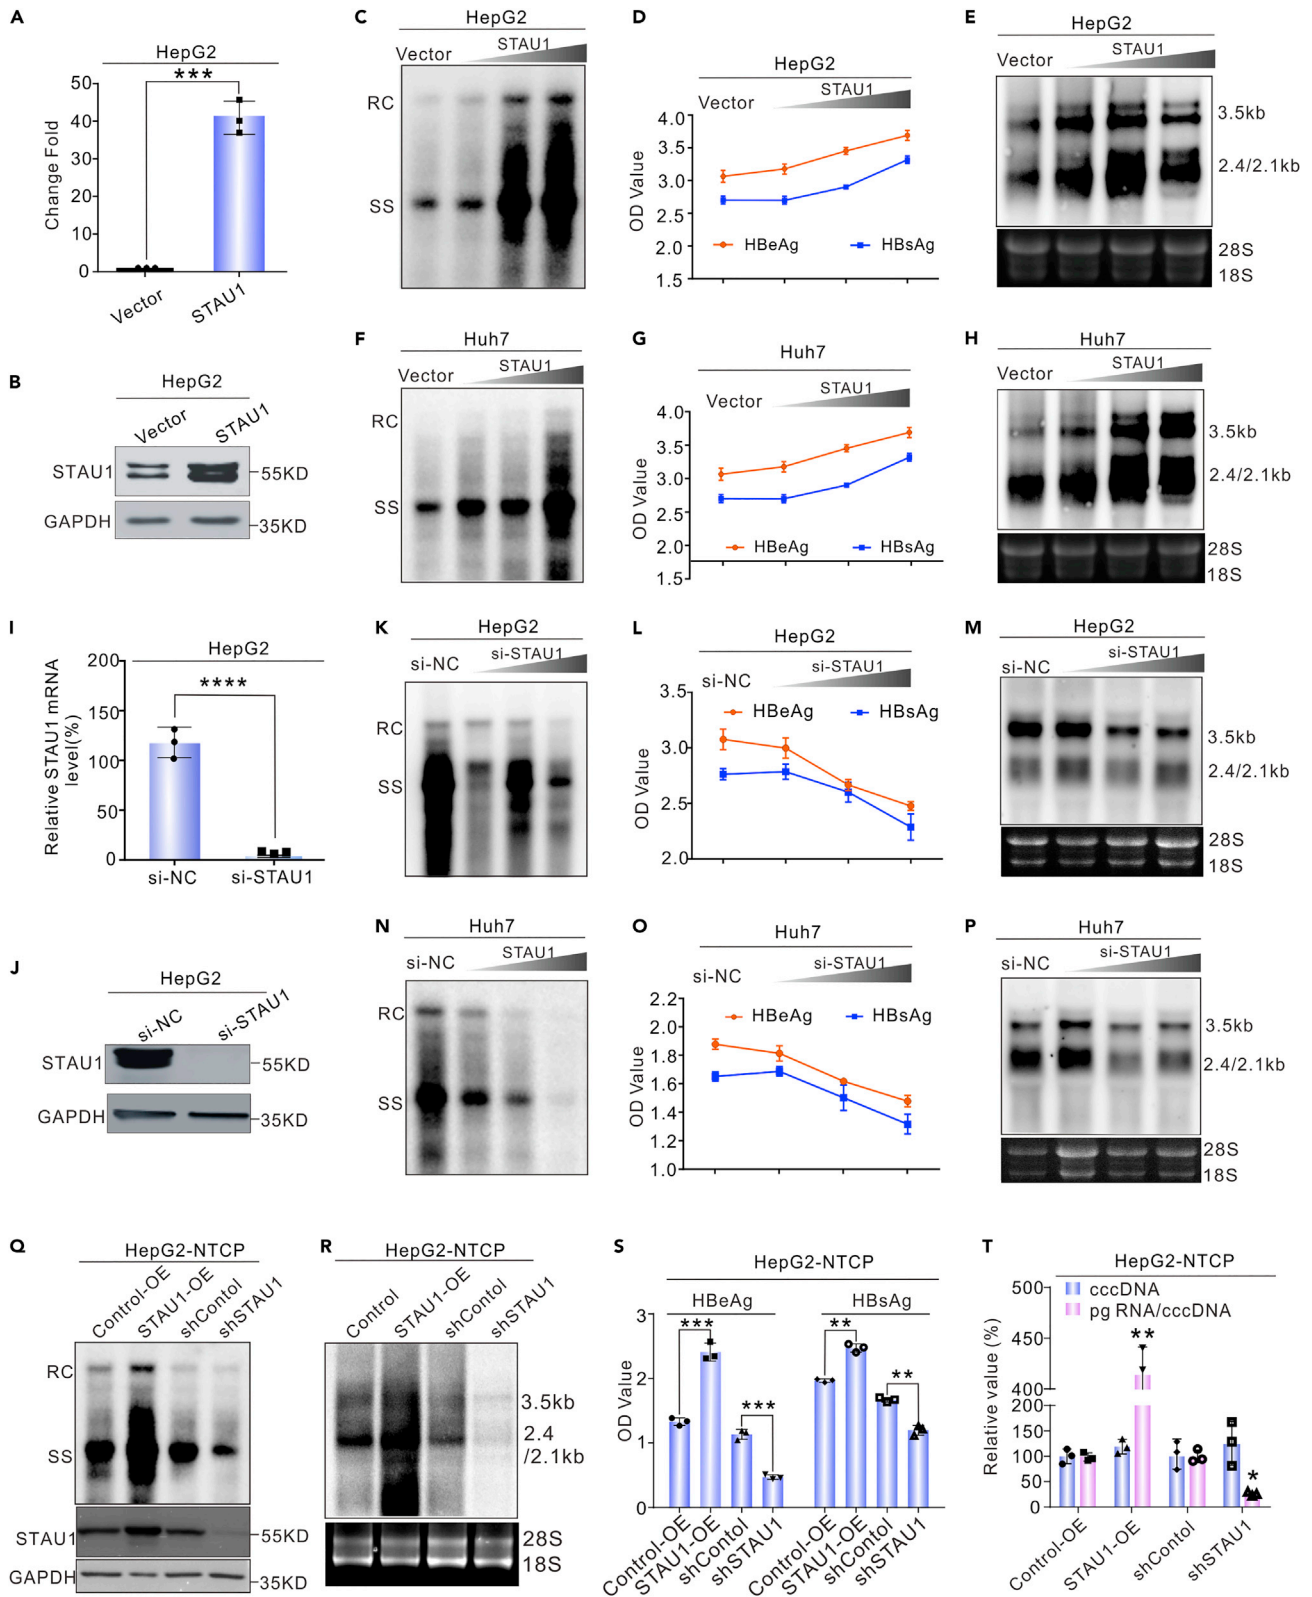 A
HepG2
***
Change Fold
50
40
30
20
10
0
Vector
STAU1
B
HepG2
Vector
STAU1
STAU1
55KD
GAPDH
35KD
C
HepG2
Vector
STAU1
RC
SS
D
HepG2
Vector
STAU1
OD Value
4.0
3.5
3.0
2.5
2.0
1.5
HBeAg
HBsAg
E
HepG2
Vector
STAU1
3.5kb
2.4/2.1kb
28S
18S
F
Huh7
Vector
STAU1
RC
SS
G
Huh7
Vector
STAU1
OD Value
4.0
3.5
3.0
2.5
2.0
1.5
HBeAg
HBsAg
H
Huh7
Vector
STAU1
3.5kb
2.4/2.1kb
28S
18S
I
HepG2
****
Relative STAU1 mRNA
level(%)
200
150
100
50
0
si-NC
si-STAU1
J
HepG2
si-NC
si-STAU1
STAU1
55KD
GAPDH
35KD
K
HepG2
si-NC
si-STAU1
RC
SS
L
HepG2
si-NC
si-STAU1
OD Value
3.5
3.0
2.5
2.0
HBeAg
HBsAg
M
HepG2
si-NC
si-STAU1
3.5kb
2.4/2.1kb
28S
18S
N
Huh7
si-NC
STAU1
RC
SS
O
Huh7
si-NC
si-STAU1
OD Value
2.2
2.0
1.8
1.6
1.4
1.2
1.0
HBeAg
HBsAg
P
Huh7
si-NC
si-STAU1
3.5kb
2.4/2.1kb
28S
18S
Q
HepG2-NTCP
Control-OE
STAU1-OE
shContol
shSTAU1
RC
SS
STAU1
55KD
GAPDH
35KD
R
HepG2-NTCP
Control
STAU1-OE
shControl
shSTAU1
3.5kb
2.4
/2.1kb
28S
18S
S
HepG2-NTCP
HBeAg
HBsAg
***
***
**
**
OD Value
3
2
1
0
Control-OE
STAU1-OE
shContol
shSTAU1
Control-OE
STAU1-OE
shControl
shSTAU1
T
HepG2-NTCP
cccDNA
pg RNA/cccDNA
**
*
Relative value (%)
500
450
400
200
150
100
50
0
Control-OE
STAU1-OE
shContol
shSTAU1